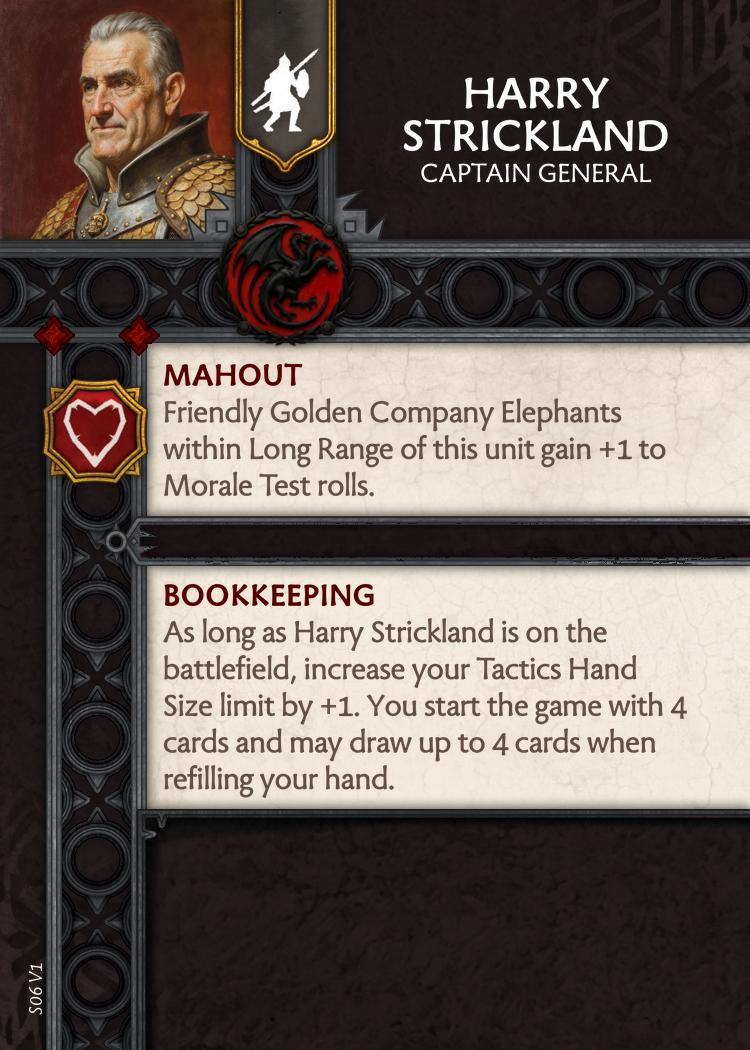 HARRY
STRICKLAND
CAPTAIN GENERAL
MAHOUT
Friendly Golden Company Elephants
within Long Range of this unit gain +1 to
Morale Test rolls.
BOOKKEEPING
As long as Harry Strickland is on the
battlefield, increase your Tactics Hand
Size limit by +1. You start the game with 4
cards and may draw up to 4 cards when
refilling your hand.
S06 V1